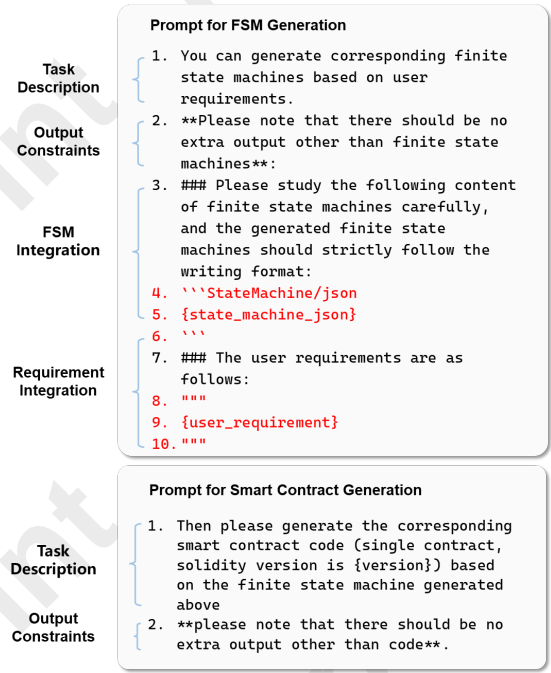 Prompt for FSM Generation
Task
Description
1. You can generate corresponding finite
state machines based on user
requirements.
Output
Constraints
2. **Please note that there should be no
extra output other than finite state
machines**:
FSM
Integration
3. ### Please study the following content
of finite state machines carefully,
and the generated finite state
machines should strictly follow the
writing format:
4. ```StateMachine/json
5. {state_machine_json}
6. ```
Requirement
Integration
7. ### The user requirements are as
follows:
8. """
9. {user_requirement}
10. """
Prompt for Smart Contract Generation
Task
Description
1. Then please generate the corresponding
smart contract code (single contract,
solidity version is {version}) based
on the finite state machine generated
above
Output
Constraints
2. **please note that there should be no
extra output other than code**.